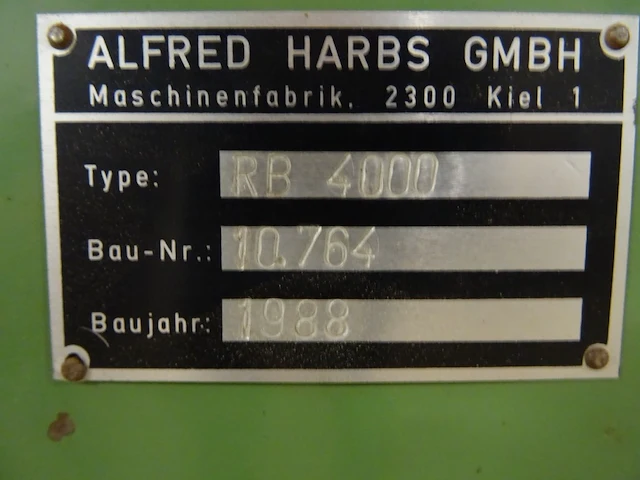 ALFRED HARBS GMBH
Maschinenfabrik, 2300 Kiel 1
Type: RB 4000
Bau-Nr.: 10.764
Baujahr: 1988